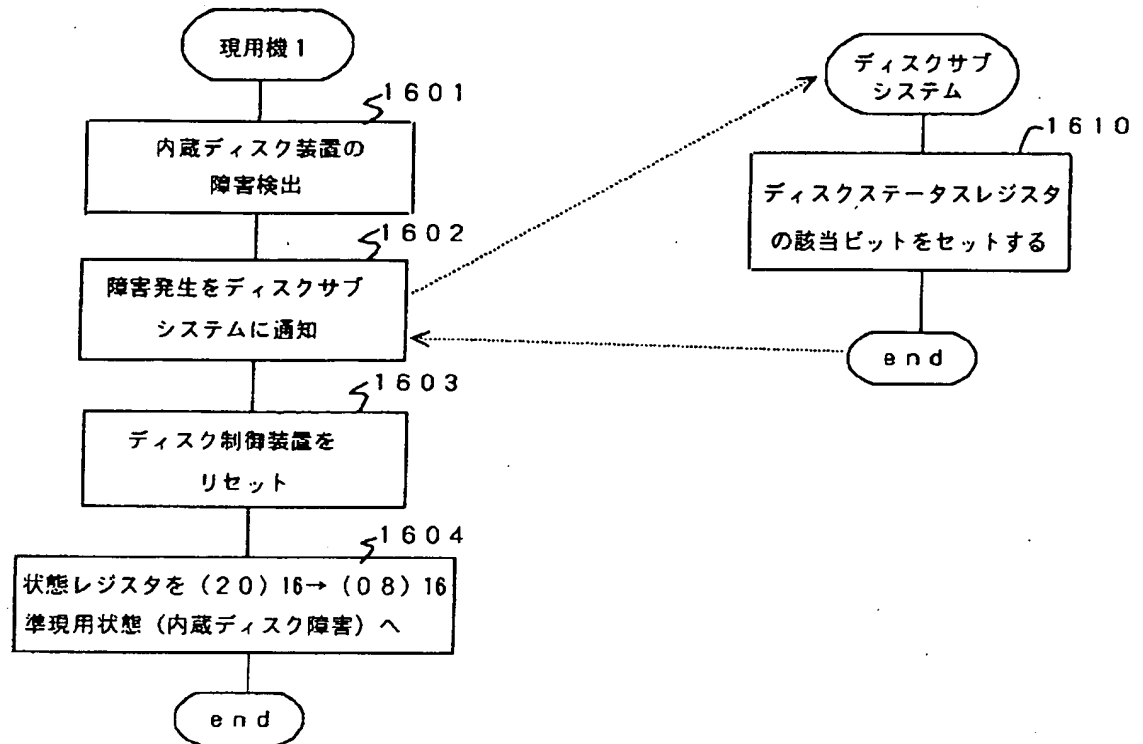 現用機1
1601
内蔵ディスク装置の
障害検出
1602
障害発生をディスクサブ
システムに通知
1603
ディスク制御装置を
リセット
1604
状態レジスタを(20)16→(08)16
準現用状態(内蔵ディスク障害)へ
end
ディスクサブ
システム
1610
ディスクステータスレジスタ
の該当ビットをセットする
end